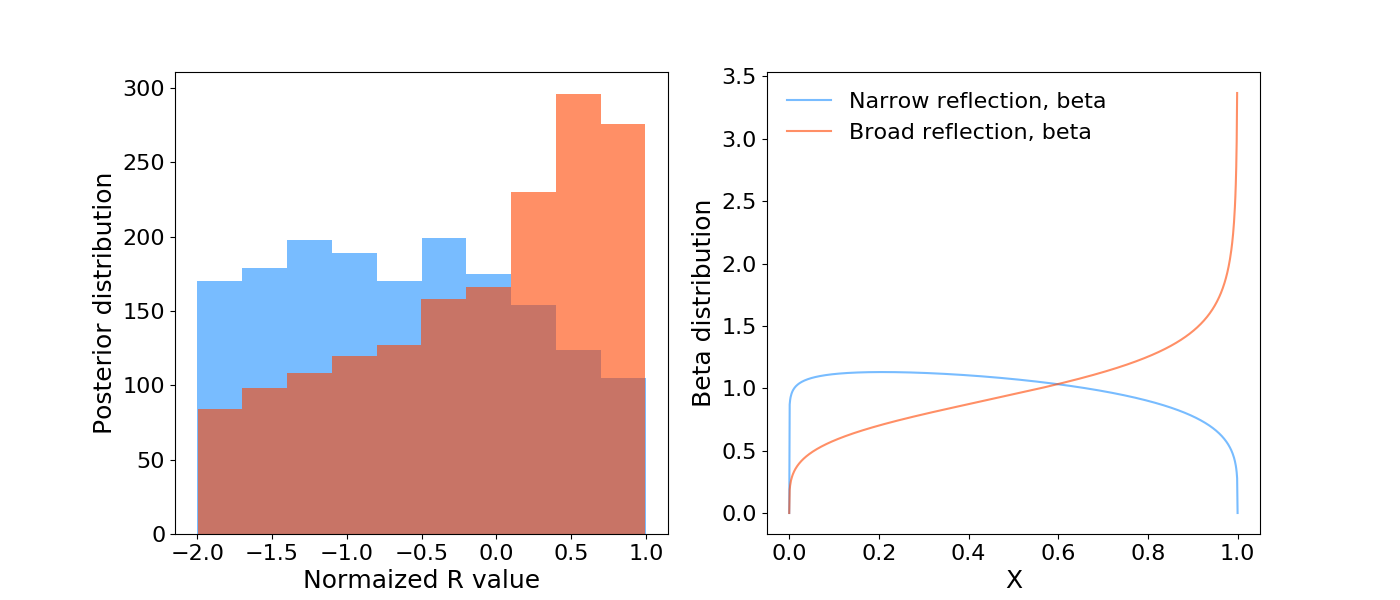 300
250
200
150
100
50
0
Posterior distribution
−2.0 −1.5 −1.0 −0.5 0.0 0.5 1.0
Normaized R value
3.5
3.0
2.5
2.0
1.5
1.0
0.5
0.0
Beta distribution
Narrow reflection, beta
Broad reflection, beta
0.0 0.2 0.4 0.6 0.8 1.0
X